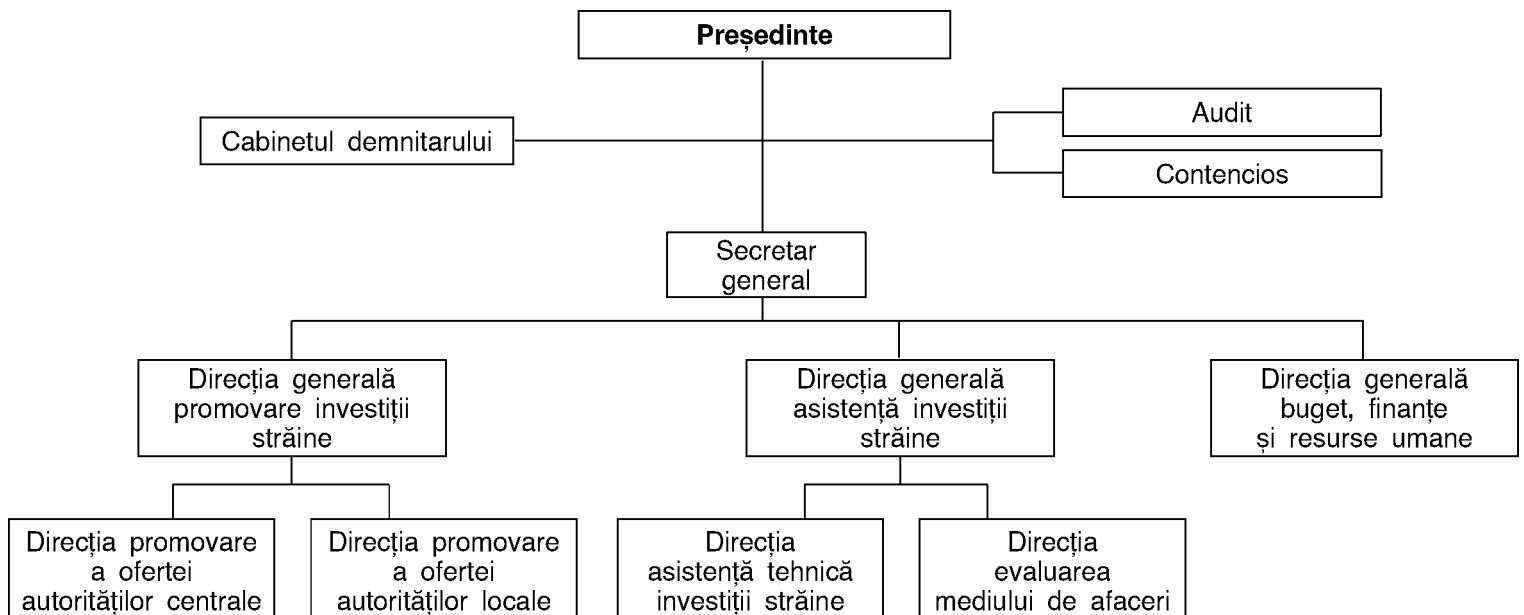 Președinte
Cabinetul demnitarului
Audit
Contencios
Secretar
general
Direcția generală
promovare investiții
străine
Direcția generală
asistență investiții
străine
Direcția generală
buget, finanțe
și resurse umane
Direcția promovare
a ofertei
autorităților centrale
Direcția promovare
a ofertei
autorităților locale
Direcția
asistență tehnică
investiții străine
Direcția
evaluarea
mediului de afaceri